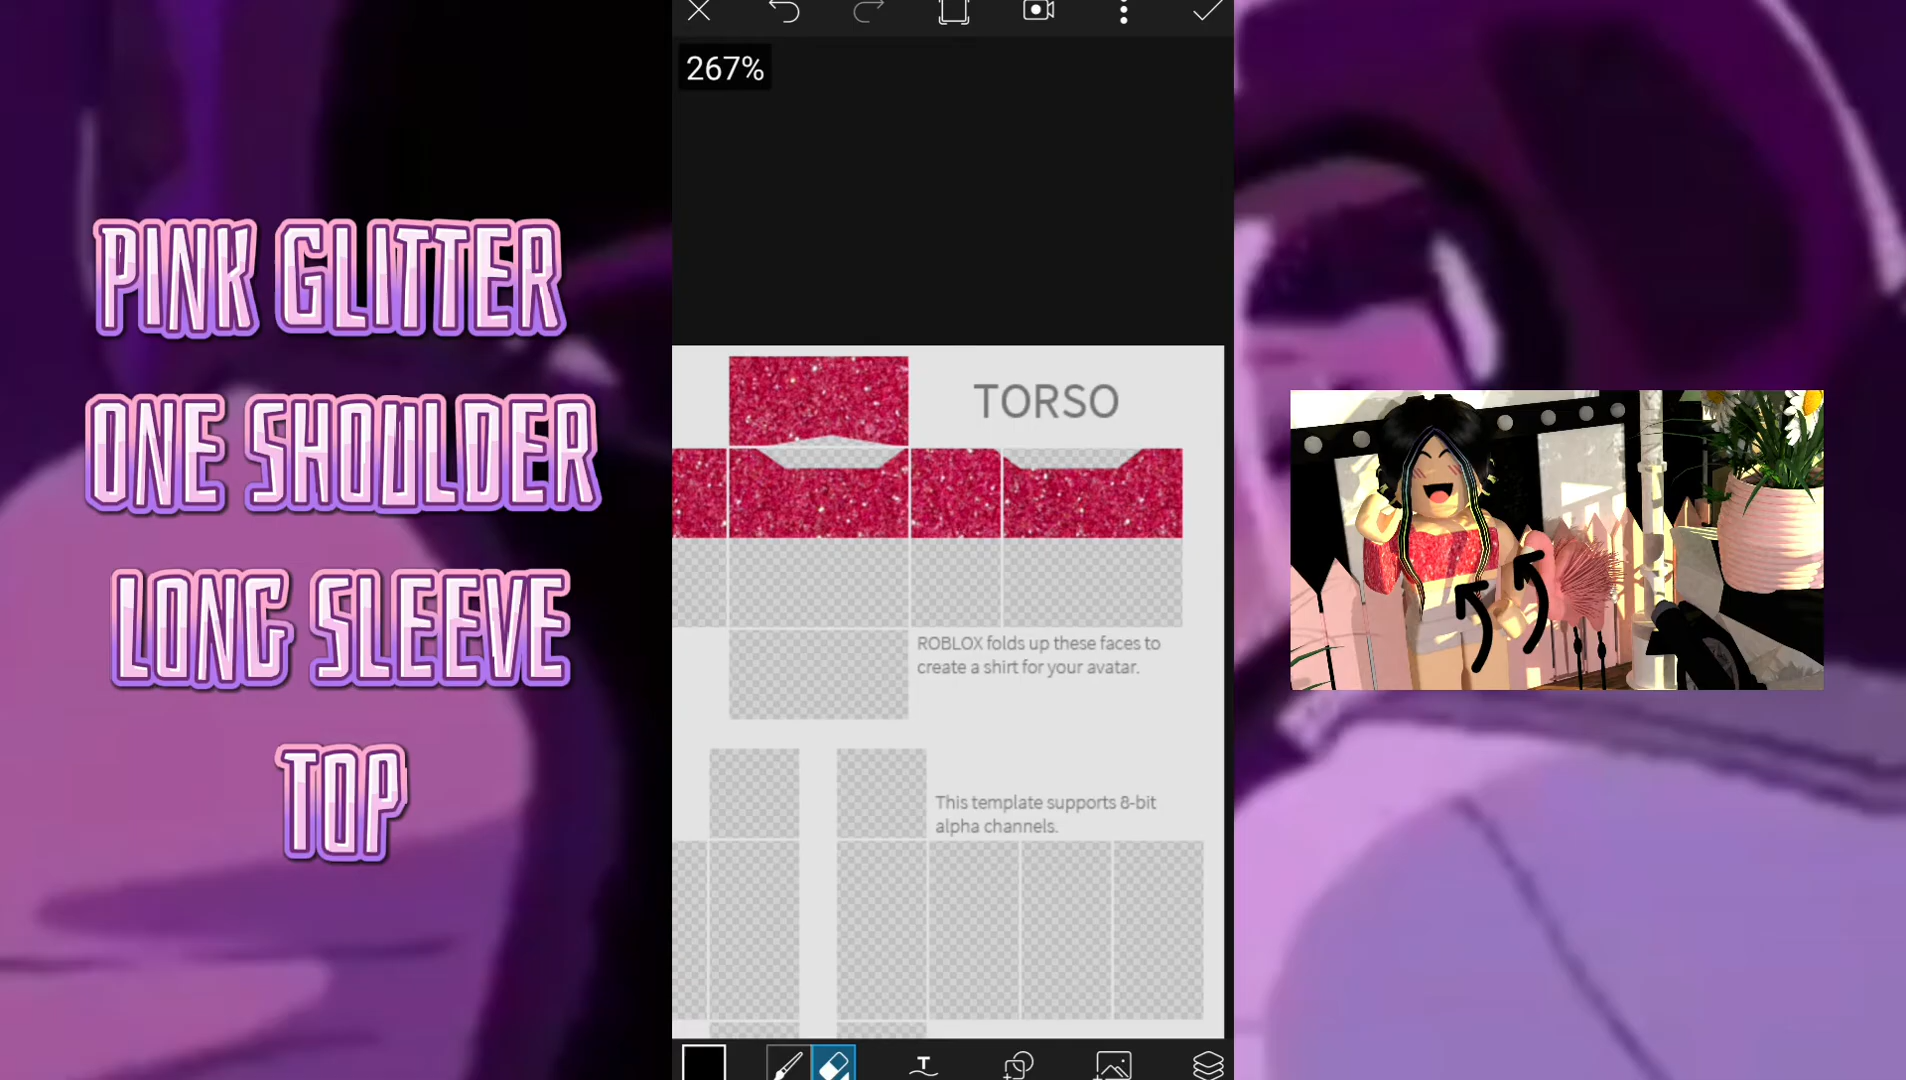 PINK GLITTER
ONE SHOULDER
LONG SLEEVE
TOP
267%
TORSO
ROBLOX folds up these faces to
create a shirt for your avatar.
This template supports 8-bit
alpha channels.
T